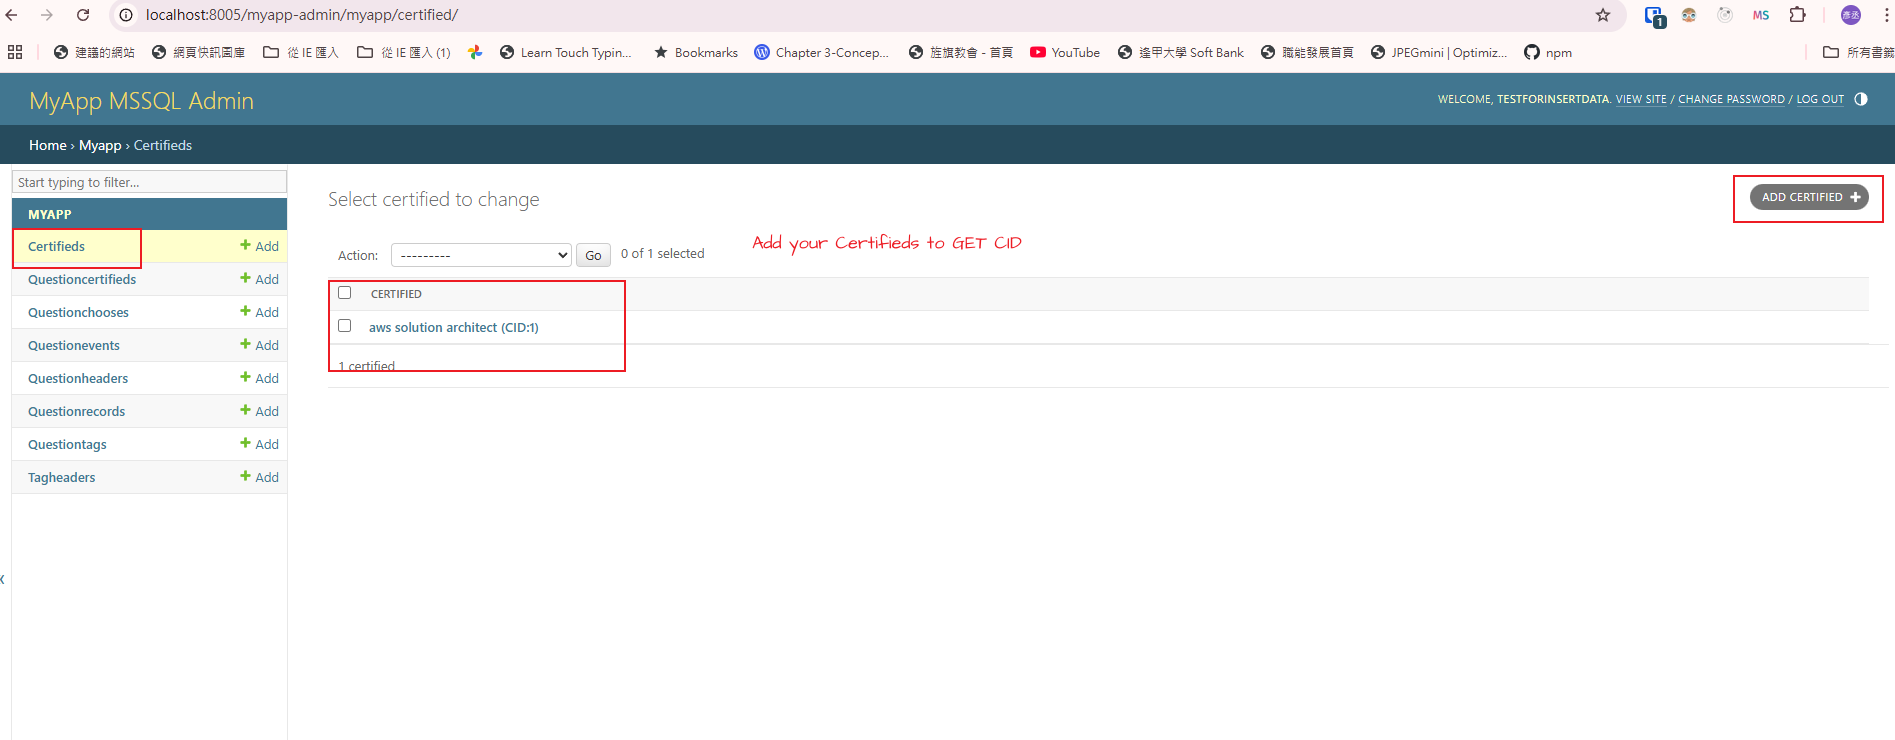 localhost:8005/myapp-admin/myapp/certified/
1
MS
彥丞
建議的網站
網頁快訊圖庫
從 IE 匯入
從 IE 匯入 (1)
Learn Touch Typin...
Bookmarks
Chapter 3-Concep...
旌旗教會 - 首頁
YouTube
逢甲大學 Soft Bank
職能發展首頁
JPEGmini | Optimiz...
npm
所有書籤
MyApp MSSQL Admin
WELCOME, TESTFORINSERTDATA. VIEW SITE / CHANGE PASSWORD / LOG OUT
Home › Myapp › Certifieds
Start typing to filter...
MYAPP
Certifieds + Add
Questioncertifieds + Add
Questionchooses + Add
Questionevents + Add
Questionheaders + Add
Questionrecords + Add
Questiontags + Add
Tagheaders + Add
Select certified to change
ADD CERTIFIED +
Add your Certifieds to GET CID
Action: --------- Go 0 of 1 selected
CERTIFIED
aws solution architect (CID:1)
1 certified